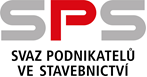 SPS
SVAZ PODNIKATELŮ
VE STAVEBNICTVÍ